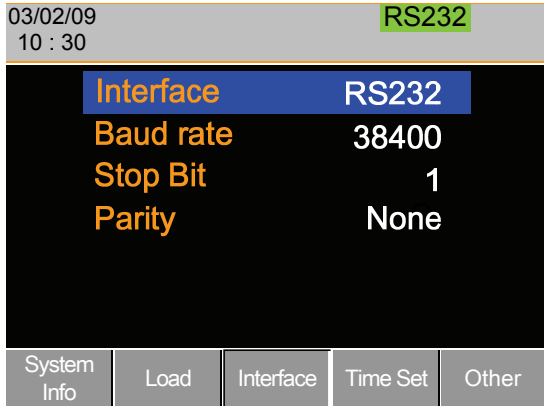 03/02/09 RS232
10 : 30
Interface RS232
Baud rate 38400
Stop Bit 1
Parity None
System Info Load Interface Time Set Other